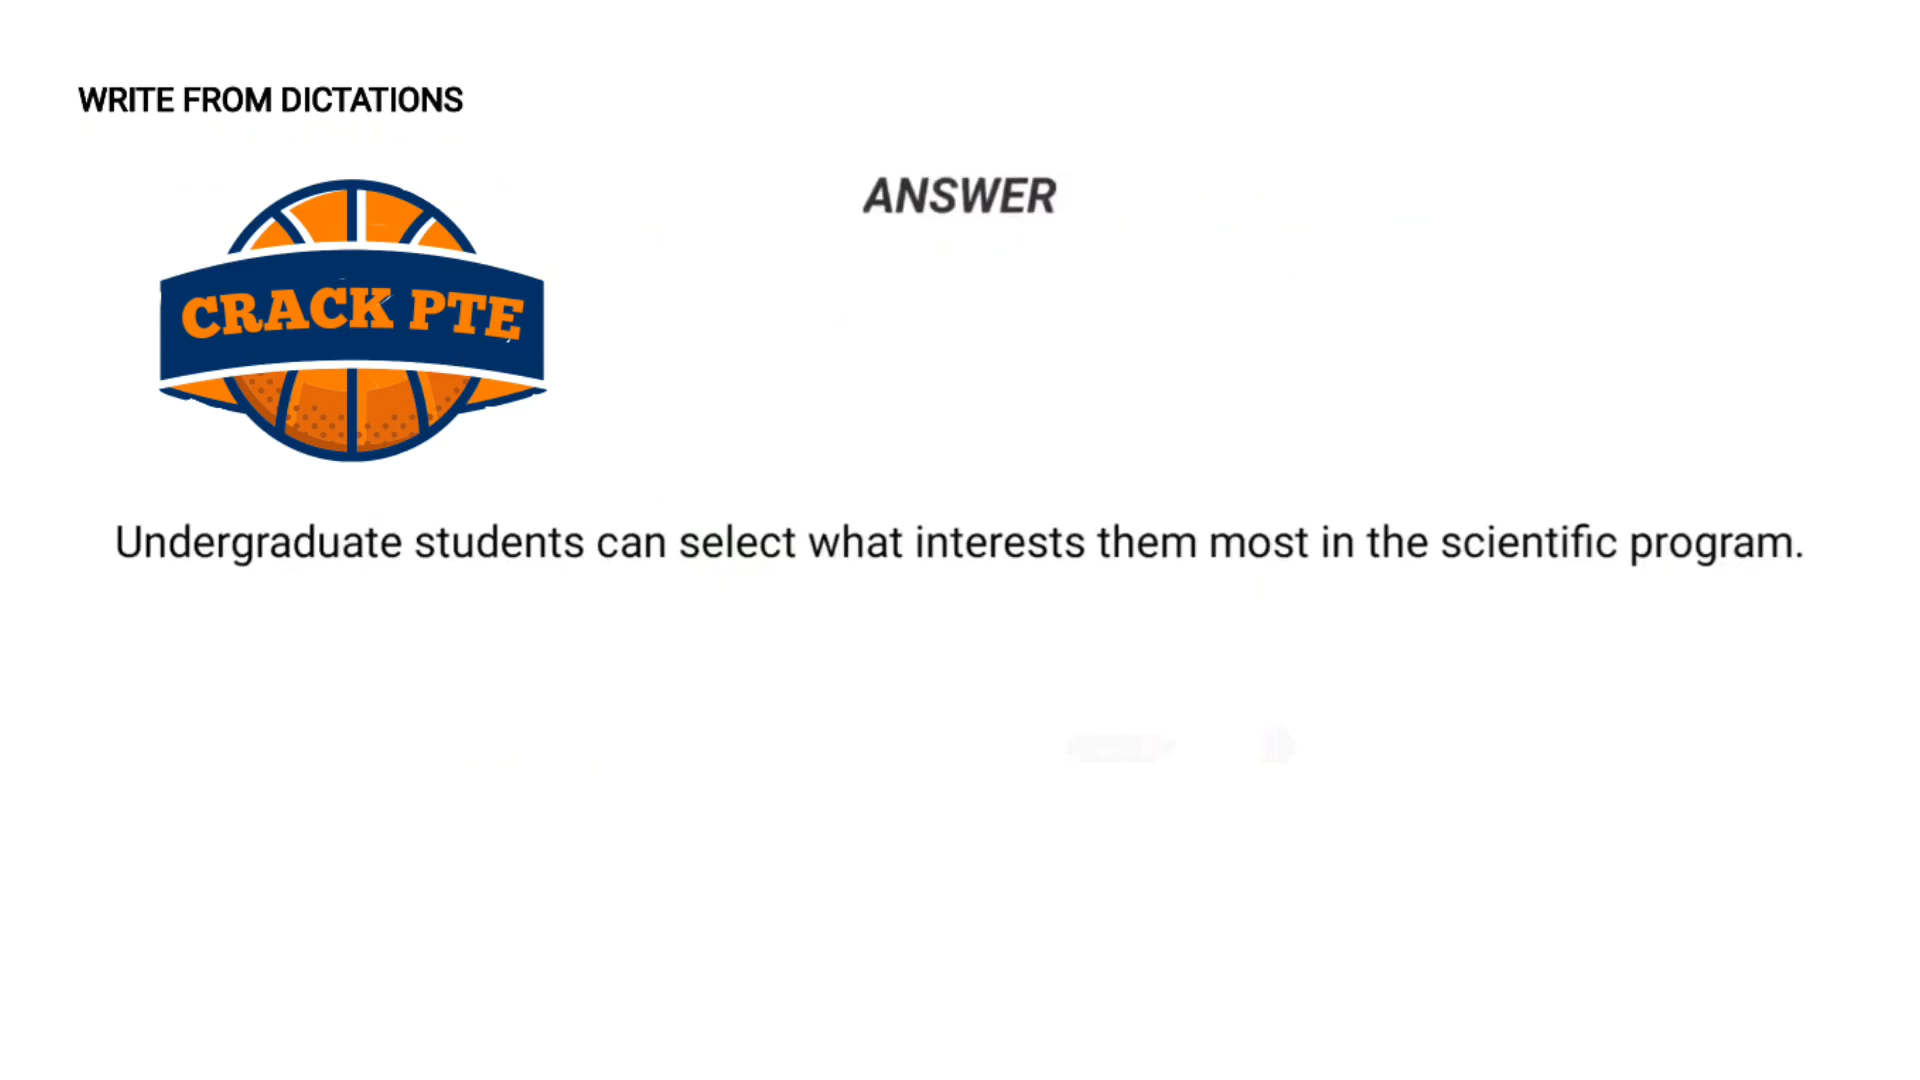 WRITE FROM DICTATIONS
ANSWER
CRACK PTE
Undergraduate students can select what interests them most in the scientific program.